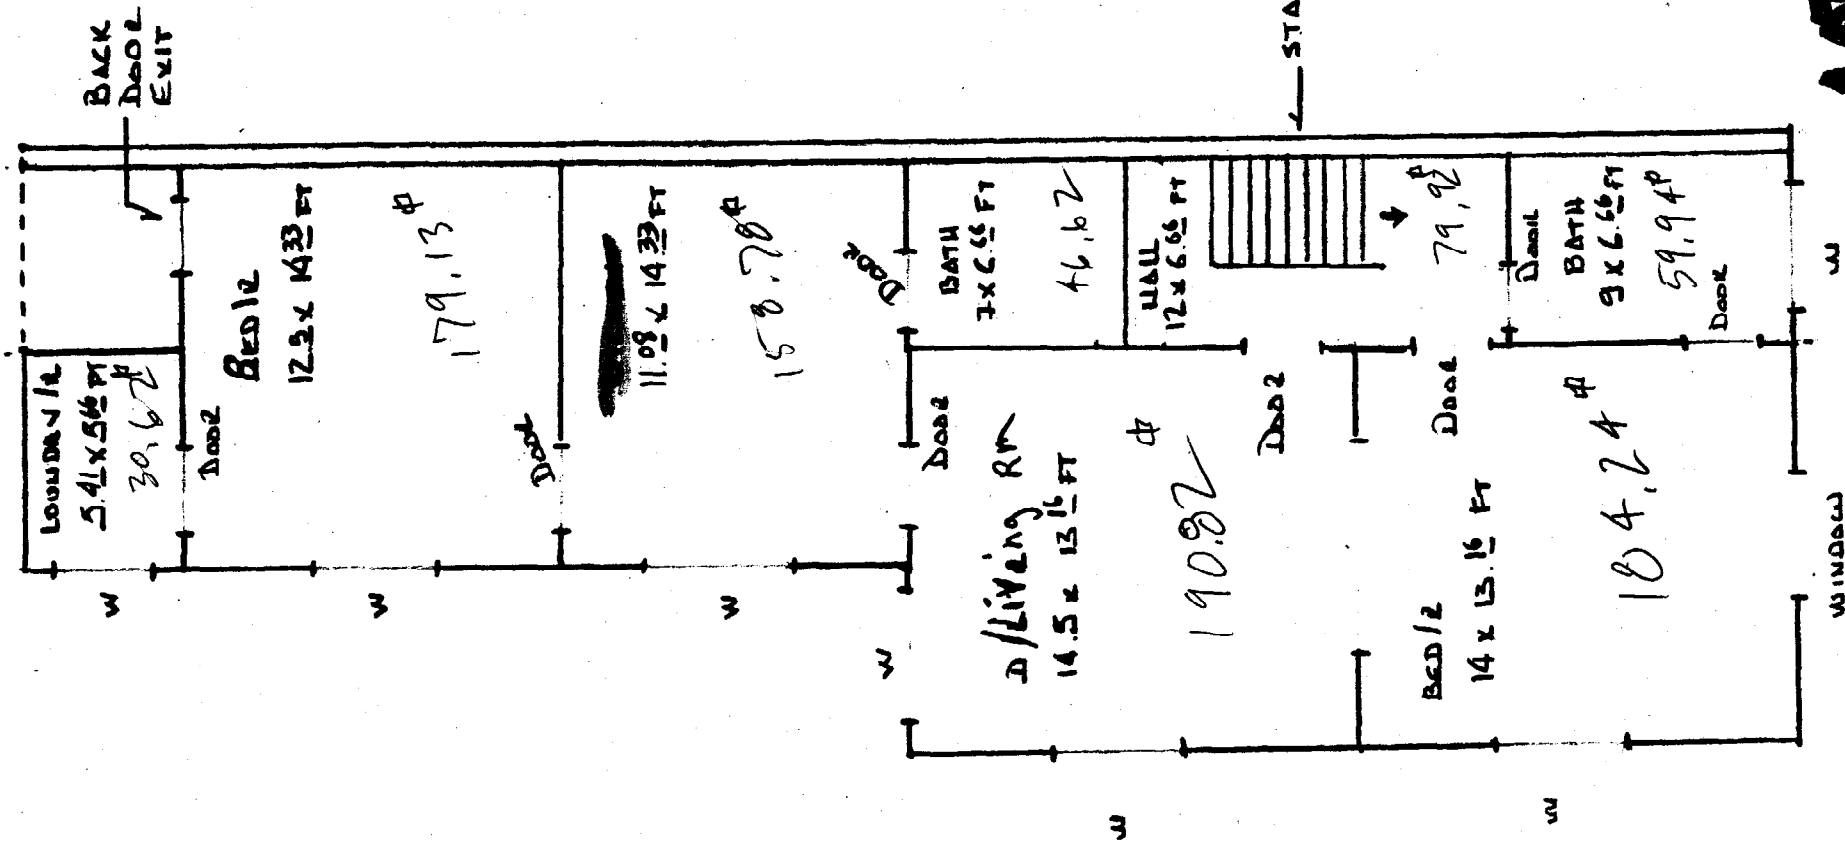 BACK
DOOR
EXIT
LOUNDRY/R
5.41 x 5.66 FT
30.62 ⌑
DOOR
BED/R
12.5 x 14.33 FT
179.13 ⌑
DOOR
11.08 x 14.33 FT
158.78 ⌑
DOOR
DOOR
BATH
7 x 6.66 FT
46.62
HALL
12 x 6.66 FT
79.92 ⌑
STA
D/Living Rm
14.5 x 13.16 FT
190.82 ⌑
DOOR
DOOR
DOOR
BATH
9 x 6.66 FT
59.94 ⌑
DOOR
BED/R
14 x 13.16 FT
184.24 ⌑
W
W
W
W
W
W
W
WINDOW